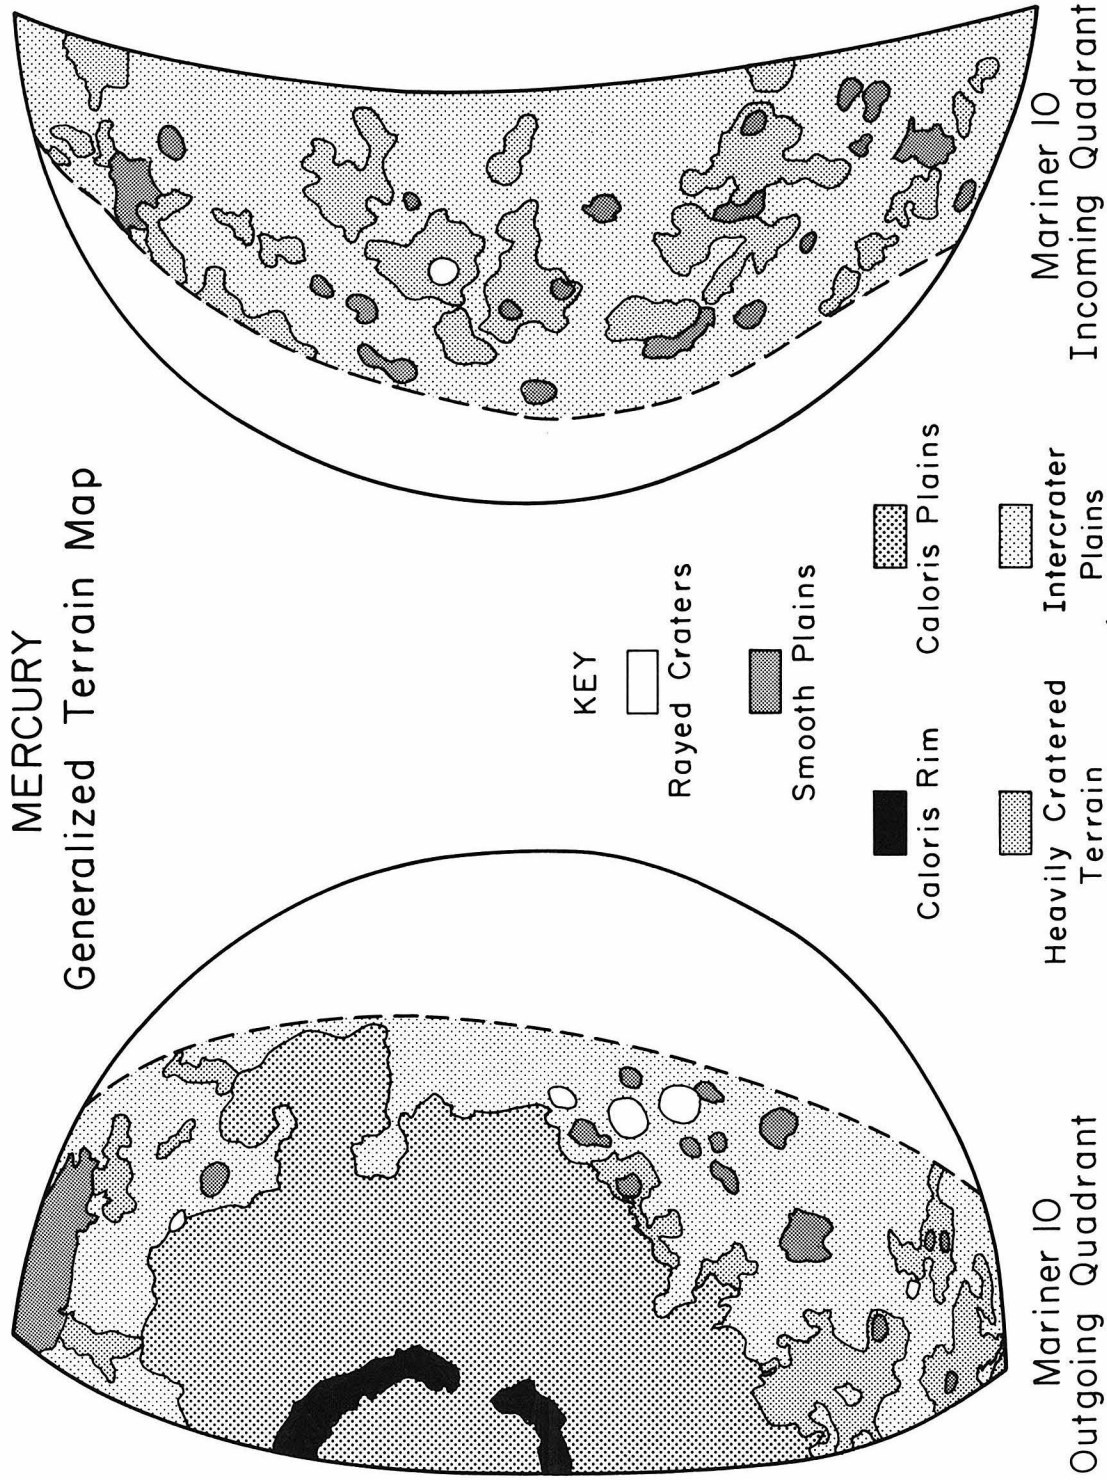 MERCURY
Generalized Terrain Map
KEY
Rayed Craters
Smooth Plains
Caloris Rim
Caloris Plains
Heavily Cratered
Terrain
Intercrater
Plains
Mariner 10
Outgoing Quadrant
Mariner 10
Incoming Quadrant